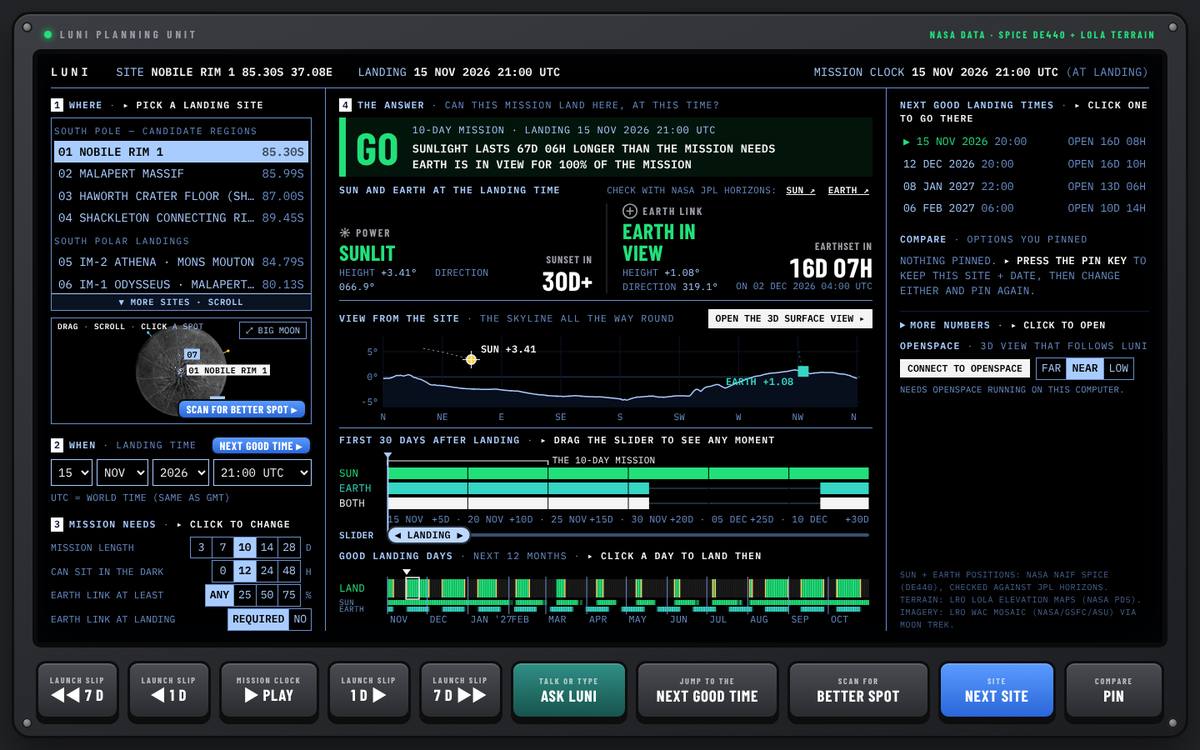 LUNI PLANNING UNIT
NASA DATA · SPICE DE440 + LOLA TERRAIN
LUNI SITE NOBILE RIM 1 85.30S 37.08E LANDING 15 NOV 2026 21:00 UTC MISSION CLOCK 15 NOV 2026 21:00 UTC (AT LANDING)
1 WHERE · ▸ PICK A LANDING SITE
SOUTH POLE — CANDIDATE REGIONS
01 NOBILE RIM 1 85.30S
02 MALAPERT MASSIF 85.99S
03 HAWORTH CRATER FLOOR (SH… 87.00S
04 SHACKLETON CONNECTING RI… 89.45S
SOUTH POLAR LANDINGS
05 IM-2 ATHENA · MONS MOUTON 84.79S
06 IM-1 ODYSSEUS · MALAPERT… 80.13S
▼ MORE SITES · SCROLL
DRAG · SCROLL · CLICK A SPOT
⤢ BIG MOON
07
01 NOBILE RIM 1
SCAN FOR BETTER SPOT ▸
2 WHEN · LANDING TIME NEXT GOOD TIME ▸
15 NOV 2026 21:00 UTC
UTC = WORLD TIME (SAME AS GMT)
3 MISSION NEEDS · ▸ CLICK TO CHANGE
MISSION LENGTH 3 7 10 14 28 D
CAN SIT IN THE DARK 0 12 24 48 H
EARTH LINK AT LEAST ANY 25 50 75 %
EARTH LINK AT LANDING REQUIRED NO
4 THE ANSWER · CAN THIS MISSION LAND HERE, AT THIS TIME?
GO
10-DAY MISSION · LANDING 15 NOV 2026 21:00 UTC
SUNLIGHT LASTS 67D 06H LONGER THAN THE MISSION NEEDS
EARTH IS IN VIEW FOR 100% OF THE MISSION
SUN AND EARTH AT THE LANDING TIME CHECK WITH NASA JPL HORIZONS: SUN ↗ EARTH ↗
POWER
SUNLIT
HEIGHT +3.41° DIRECTION
066.9°
SUNSET IN
30D+
EARTH LINK
EARTH IN
VIEW
HEIGHT +1.08°
DIRECTION 319.1°
EARTHSET IN
16D 07H
ON 02 DEC 2026 04:00 UTC
VIEW FROM THE SITE · THE SKYLINE ALL THE WAY ROUND OPEN THE 3D SURFACE VIEW ▸
5°
0°
-5°
SUN +3.41
EARTH +1.08
N NE E SE S SW W NW N
FIRST 30 DAYS AFTER LANDING · ▸ DRAG THE SLIDER TO SEE ANY MOMENT
THE 10-DAY MISSION
SUN
EARTH
BOTH
15 NOV +5D · 20 NOV +10D · 25 NOV +15D · 30 NOV +20D · 05 DEC +25D · 10 DEC +30D
SLIDER ◀ LANDING ▶
GOOD LANDING DAYS · NEXT 12 MONTHS · ▸ CLICK A DAY TO LAND THEN
LAND
SUN
EARTH
NOV DEC JAN '27 FEB MAR APR MAY JUN JUL AUG SEP OCT
NEXT GOOD LANDING TIMES · ▸ CLICK ONE
TO GO THERE
▶ 15 NOV 2026 20:00 OPEN 16D 08H
12 DEC 2026 20:00 OPEN 16D 10H
08 JAN 2027 22:00 OPEN 13D 06H
06 FEB 2027 06:00 OPEN 10D 14H
COMPARE · OPTIONS YOU PINNED
NOTHING PINNED. ▸ PRESS THE PIN KEY TO
KEEP THIS SITE + DATE, THEN CHANGE
EITHER AND PIN AGAIN.
▶ MORE NUMBERS · ▸ CLICK TO OPEN
OPENSPACE · 3D VIEW THAT FOLLOWS LUNI
CONNECT TO OPENSPACE FAR NEAR LOW
NEEDS OPENSPACE RUNNING ON THIS COMPUTER.
SUN + EARTH POSITIONS: NASA NAIF SPICE
(DE440), CHECKED AGAINST JPL HORIZONS.
TERRAIN: LRO LOLA ELEVATION MAPS (NASA PDS).
IMAGERY: LRO WAC MOSAIC (NASA/GSFC/ASU) VIA
MOON TREK.
LAUNCH SLIP
◀◀ 7 D
LAUNCH SLIP
◀ 1 D
MISSION CLOCK
▶ PLAY
LAUNCH SLIP
1 D ▶
LAUNCH SLIP
7 D ▶▶
TALK OR TYPE
ASK LUNI
JUMP TO THE
NEXT GOOD TIME
SCAN FOR
BETTER SPOT
SITE
NEXT SITE
COMPARE
PIN